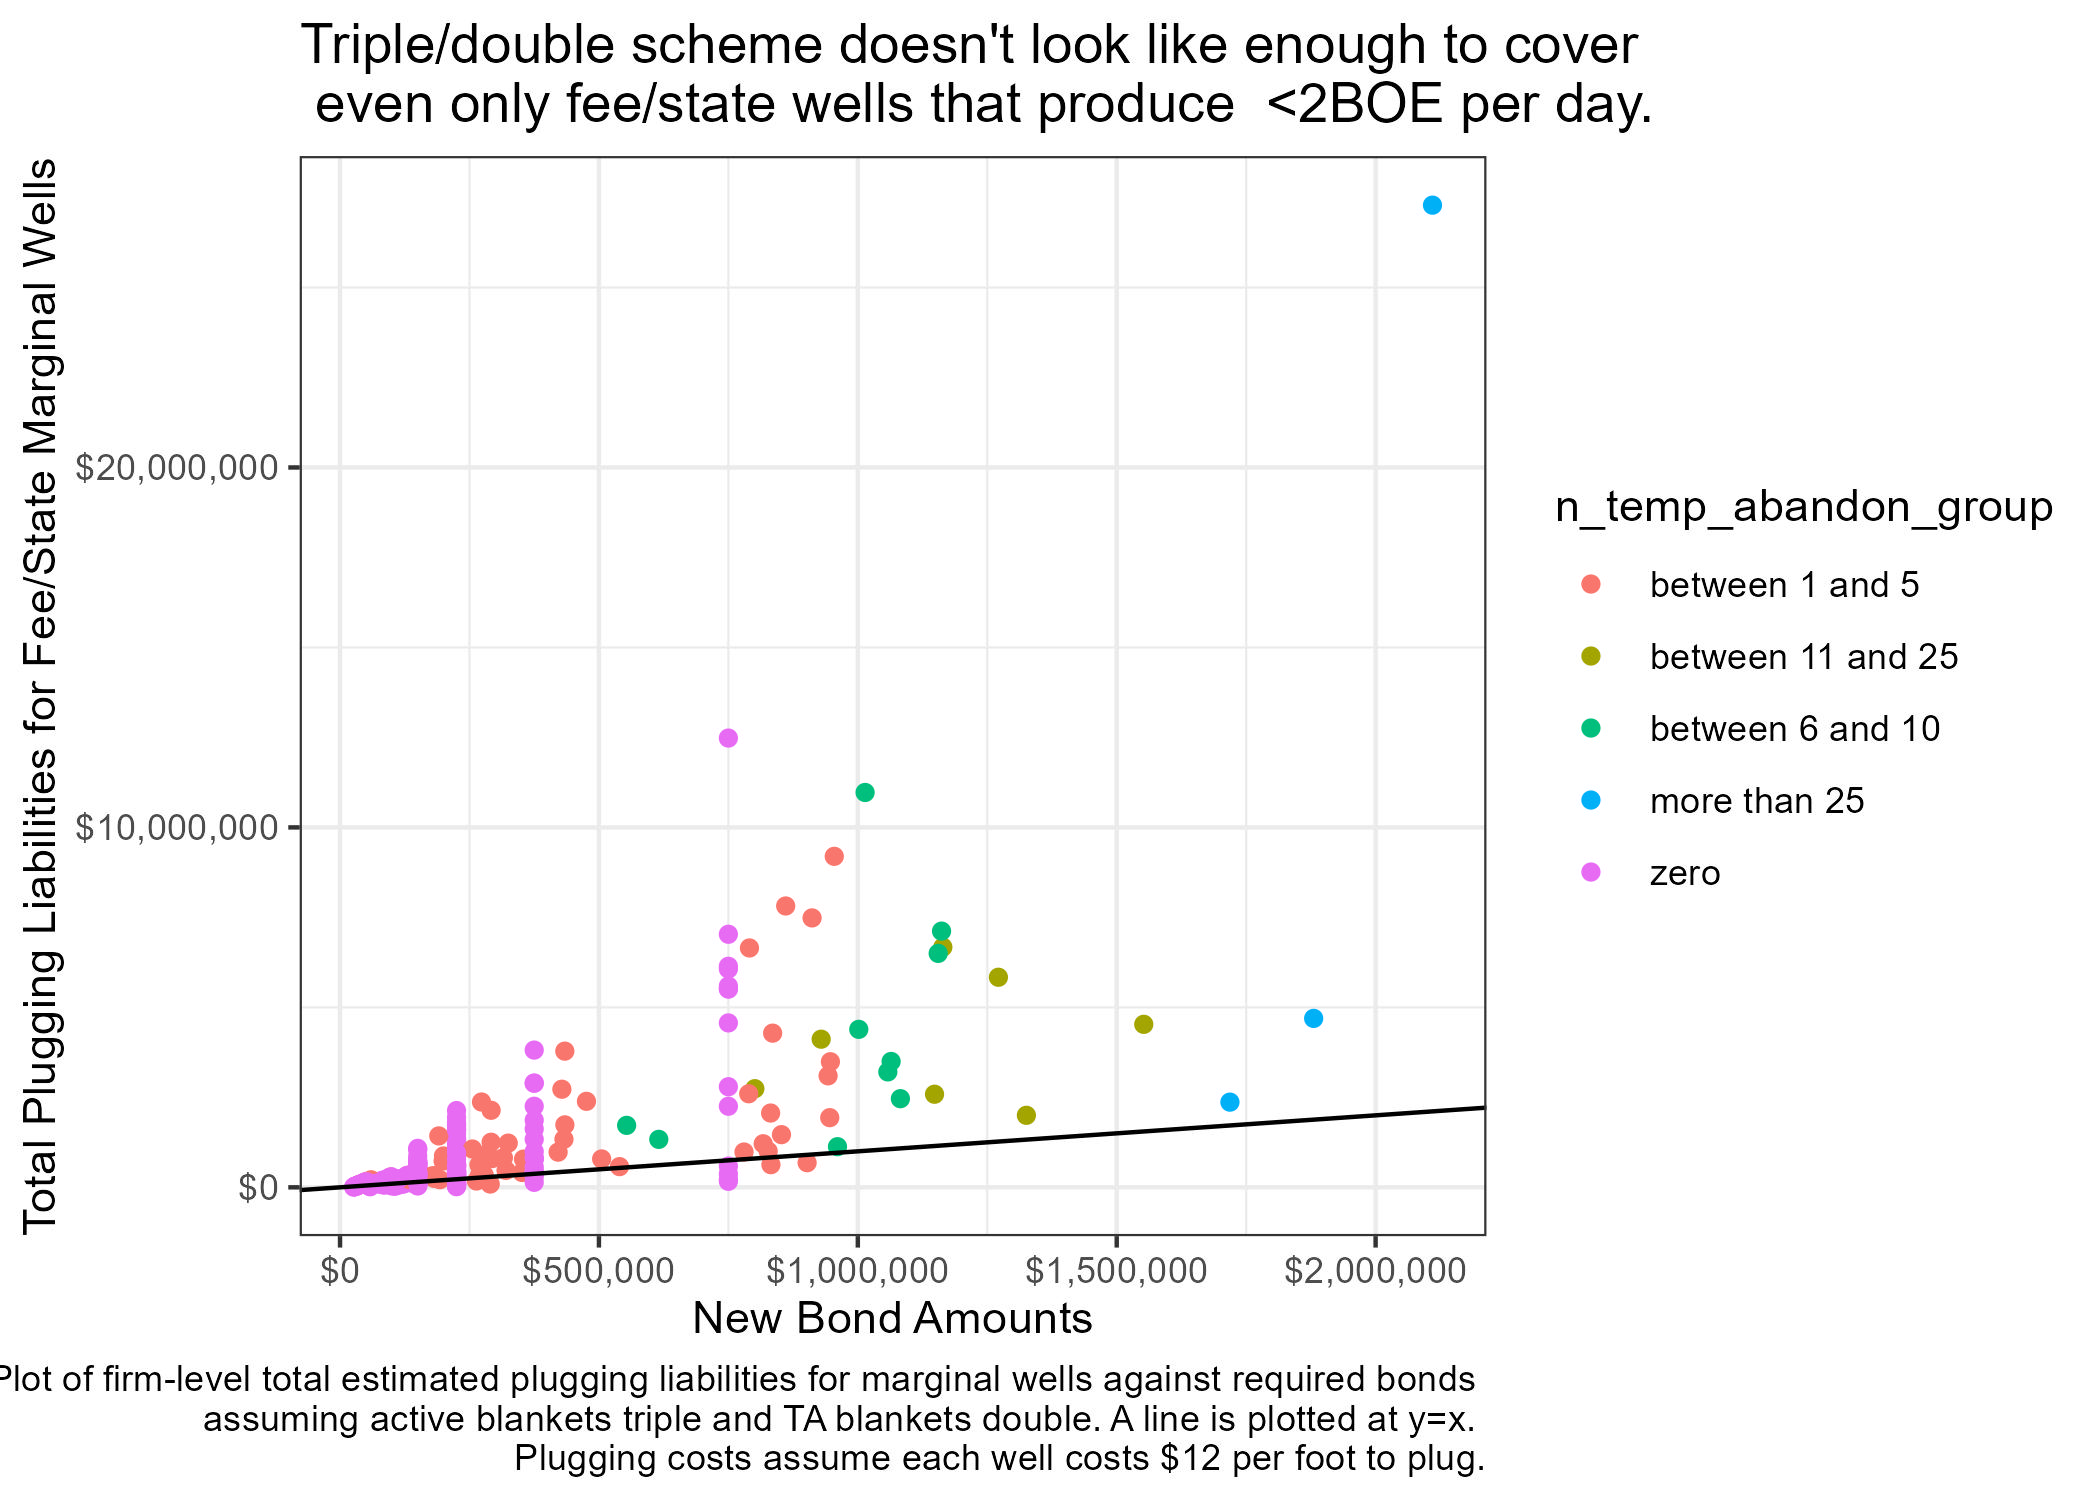 Triple/double scheme doesn't look like enough to cover
even only fee/state wells that produce  <2BOE per day.
Total Plugging Liabilities for Fee/State Marginal Wells
$20,000,000
$10,000,000
$0
$0
$500,000
$1,000,000
$1,500,000
$2,000,000
New Bond Amounts
n_temp_abandon_group
between 1 and 5
between 11 and 25
between 6 and 10
more than 25
zero
Plot of firm-level total estimated plugging liabilities for marginal wells against required bonds
assuming active blankets triple and TA blankets double. A line is plotted at y=x.
Plugging costs assume each well costs $12 per foot to plug.